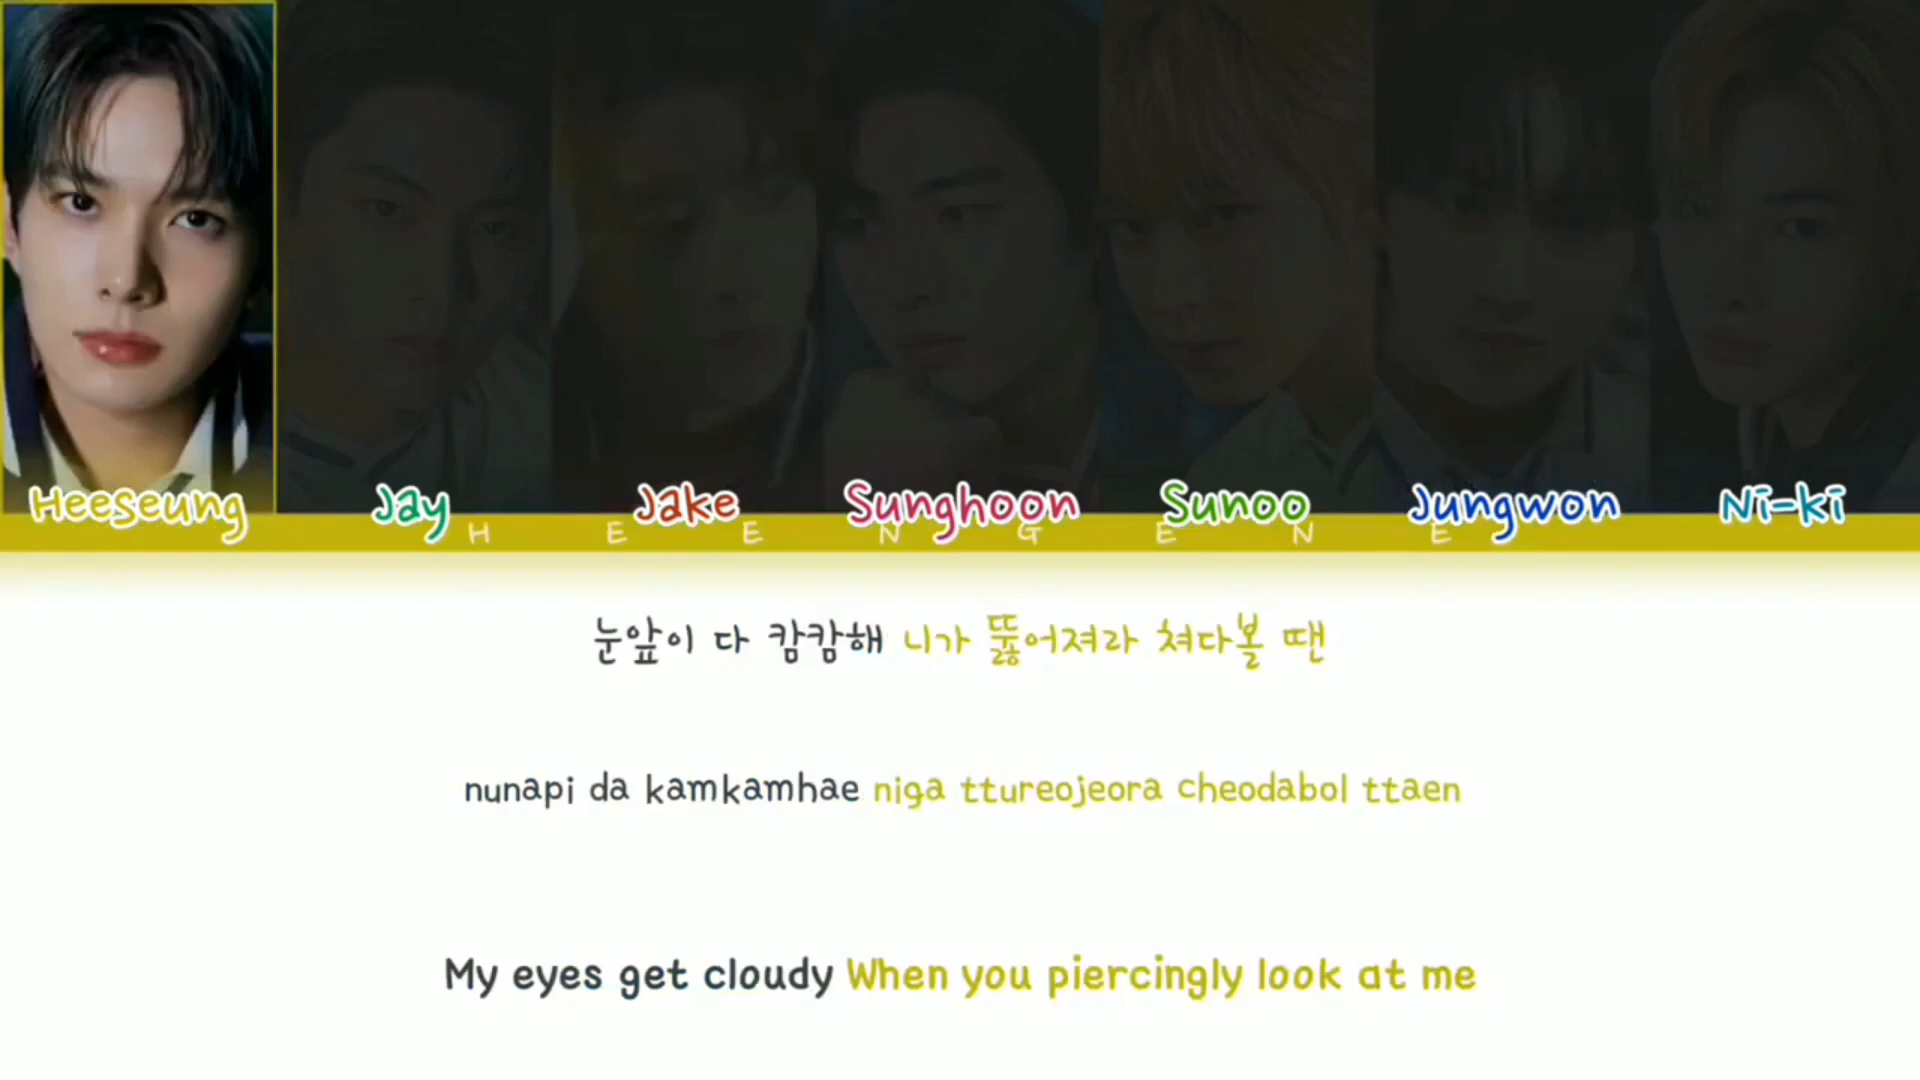 Heeseung Jay Jake Sunghoon Sunoo Jungwon Ni-ki
H E E N G E N E
눈앞이 다 캄캄해 니가 뚫어져라 쳐다볼 땐
nunapi da kamkamhae niga ttureojeora cheodabol ttaen
My eyes get cloudy When you piercingly look at me